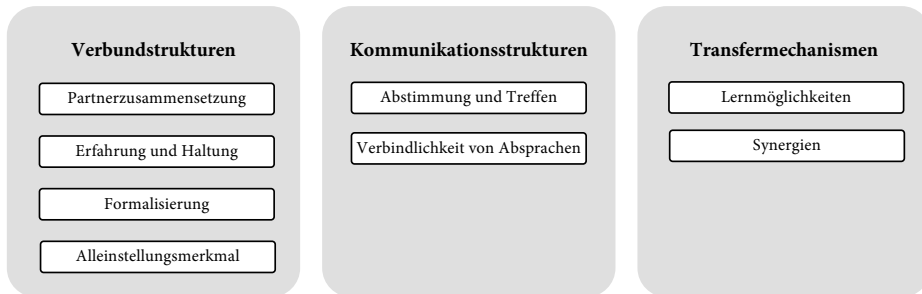 Verbundstrukturen
Partnerzusammensetzung
Erfahrung und Haltung
Formalisierung
Alleinstellungsmerkmal
Kommunikationsstrukturen
Abstimmung und Treffen
Verbindlichkeit von Absprachen
Transfermechanismen
Lernmöglichkeiten
Synergien